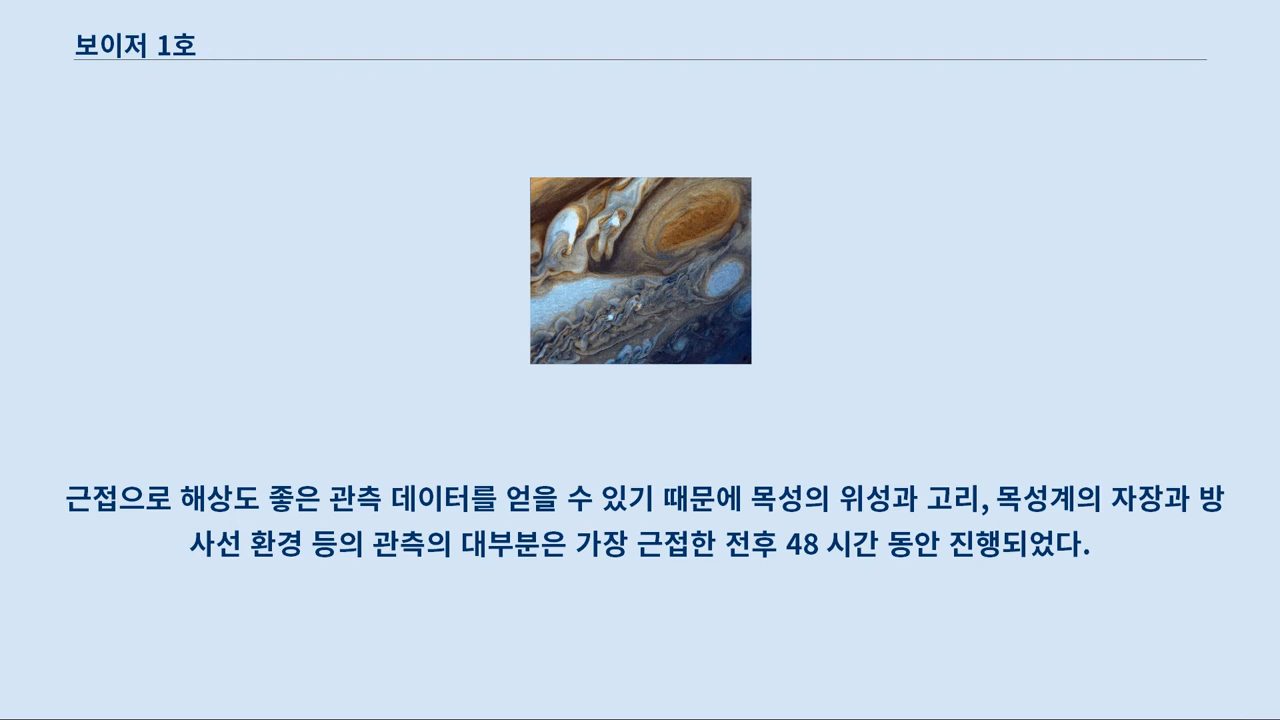 보이저 1호
근접으로 해상도 좋은 관측 데이터를 얻을 수 있기 때문에 목성의 위성과 고리, 목성계의 자장과 방
사선 환경 등의 관측의 대부분은 가장 근접한 전후 48 시간 동안 진행되었다.